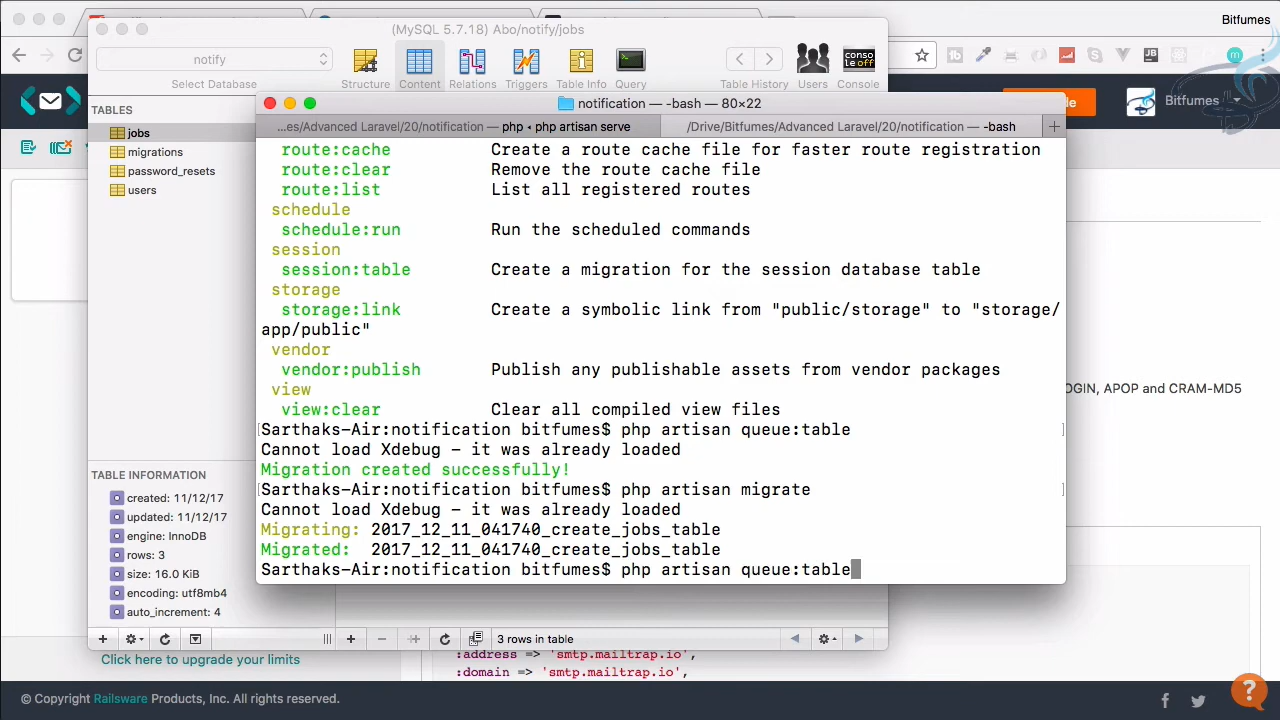 Bitfumes
(MySQL 5.7.18) Abo/notify/jobs
notify
Select Database
Structure
Content
Relations
Triggers
Table Info
Query
Table History
Users
Console
conso
le off
JB
m
TABLES
jobs
migrations
password_resets
users
Bitfumes
notification — -bash — 80×22
...es/Advanced Laravel/20/notification — php ◂ php artisan serve
/Drive/Bitfumes/Advanced Laravel/20/notification — -bash
route:cache Create a route cache file for faster route registration
route:clear Remove the route cache file
route:list List all registered routes
schedule
schedule:run Run the scheduled commands
session
session:table Create a migration for the session database table
storage
storage:link Create a symbolic link from "public/storage" to "storage/
app/public"
vendor
vendor:publish Publish any publishable assets from vendor packages
view
view:clear Clear all compiled view files
[Sarthaks-Air:notification bitfumes$ php artisan queue:table ]
Cannot load Xdebug - it was already loaded
Migration created successfully!
[Sarthaks-Air:notification bitfumes$ php artisan migrate ]
Cannot load Xdebug - it was already loaded
Migrating: 2017_12_11_041740_create_jobs_table
Migrated: 2017_12_11_041740_create_jobs_table
Sarthaks-Air:notification bitfumes$ php artisan queue:table
OGIN, APOP and CRAM-MD5
TABLE INFORMATION
created: 11/12/17
updated: 11/12/17
engine: InnoDB
rows: 3
size: 16.0 KiB
encoding: utf8mb4
auto_increment: 4
3 rows in table
Click here to upgrade your limits
:address => 'smtp.mailtrap.io',
:domain => 'smtp.mailtrap.io',
© Copyright Railsware Products, Inc. All rights reserved.
?